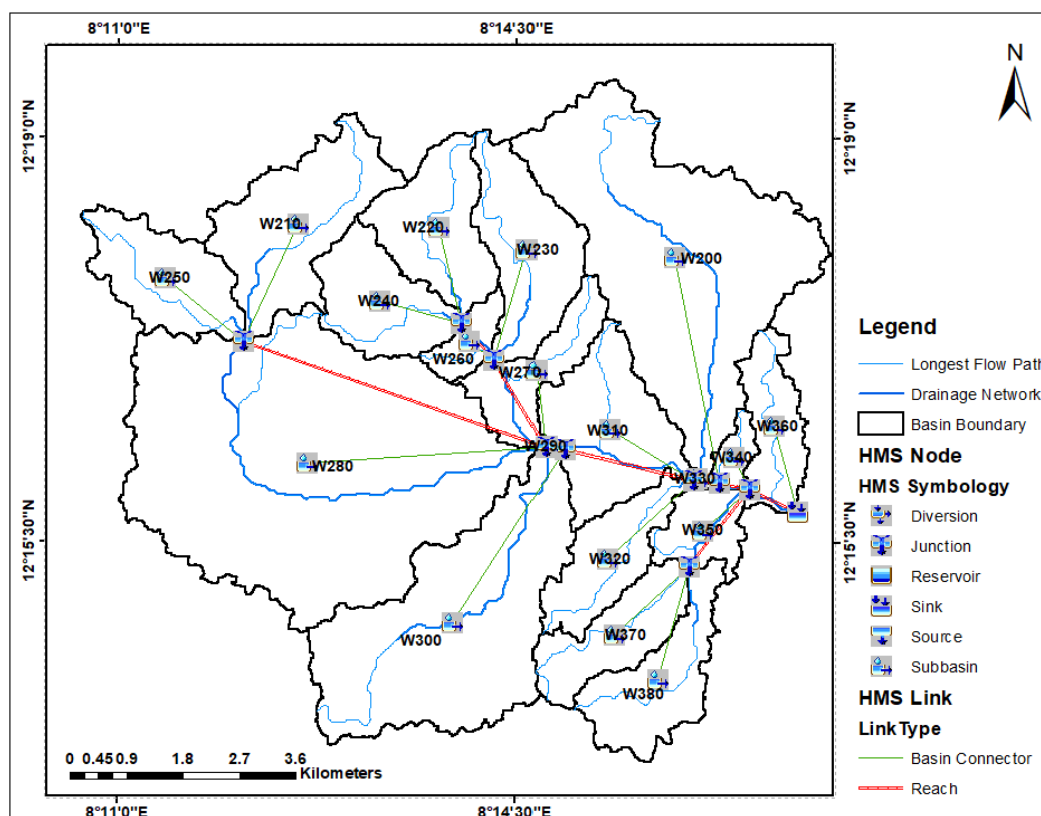 8°11'0"E
8°14'30"E
N
12°19'0"N
12°19'0"N
W210
W220
W230
W200
W250
W240
W260
W270
Legend
Longest Flow Path
Drainage Network
Basin Boundary
W310
W360
W290
W340
W280
W330
HMS Node
HMS Symbology
Diversion
Junction
Reservoir
Sink
Source
Subbasin
12°15'30"N
12°15'30"N
W350
W320
W300
W370
W380
HMS Link
LinkType
Basin Connector
Reach
0 0.45 0.9 1.8 2.7 3.6
Kilometers
8°11'0"E
8°14'30"E